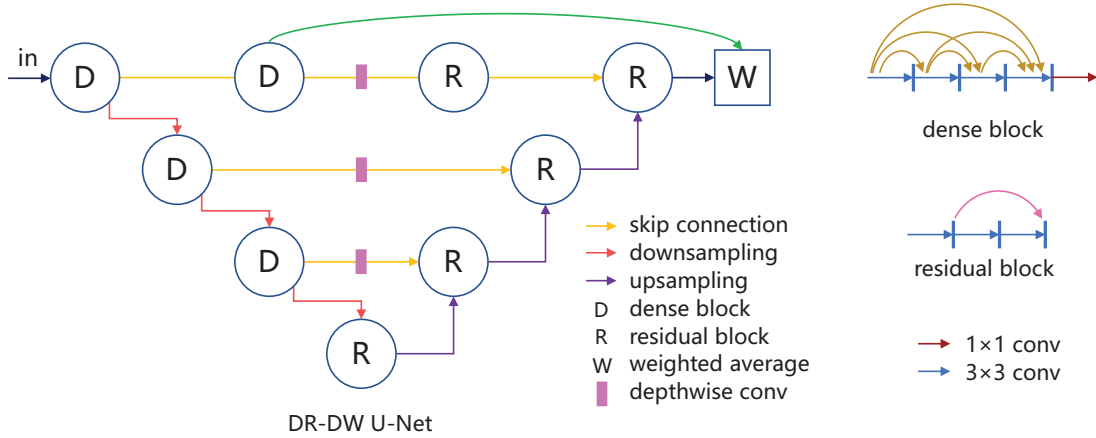 in
D
D
R
R
W
D
R
D
R
R
skip connection
downsampling
upsampling
D dense block
R residual block
W weighted average
depthwise conv
DR-DW U-Net
dense block
residual block
1×1 conv
3×3 conv